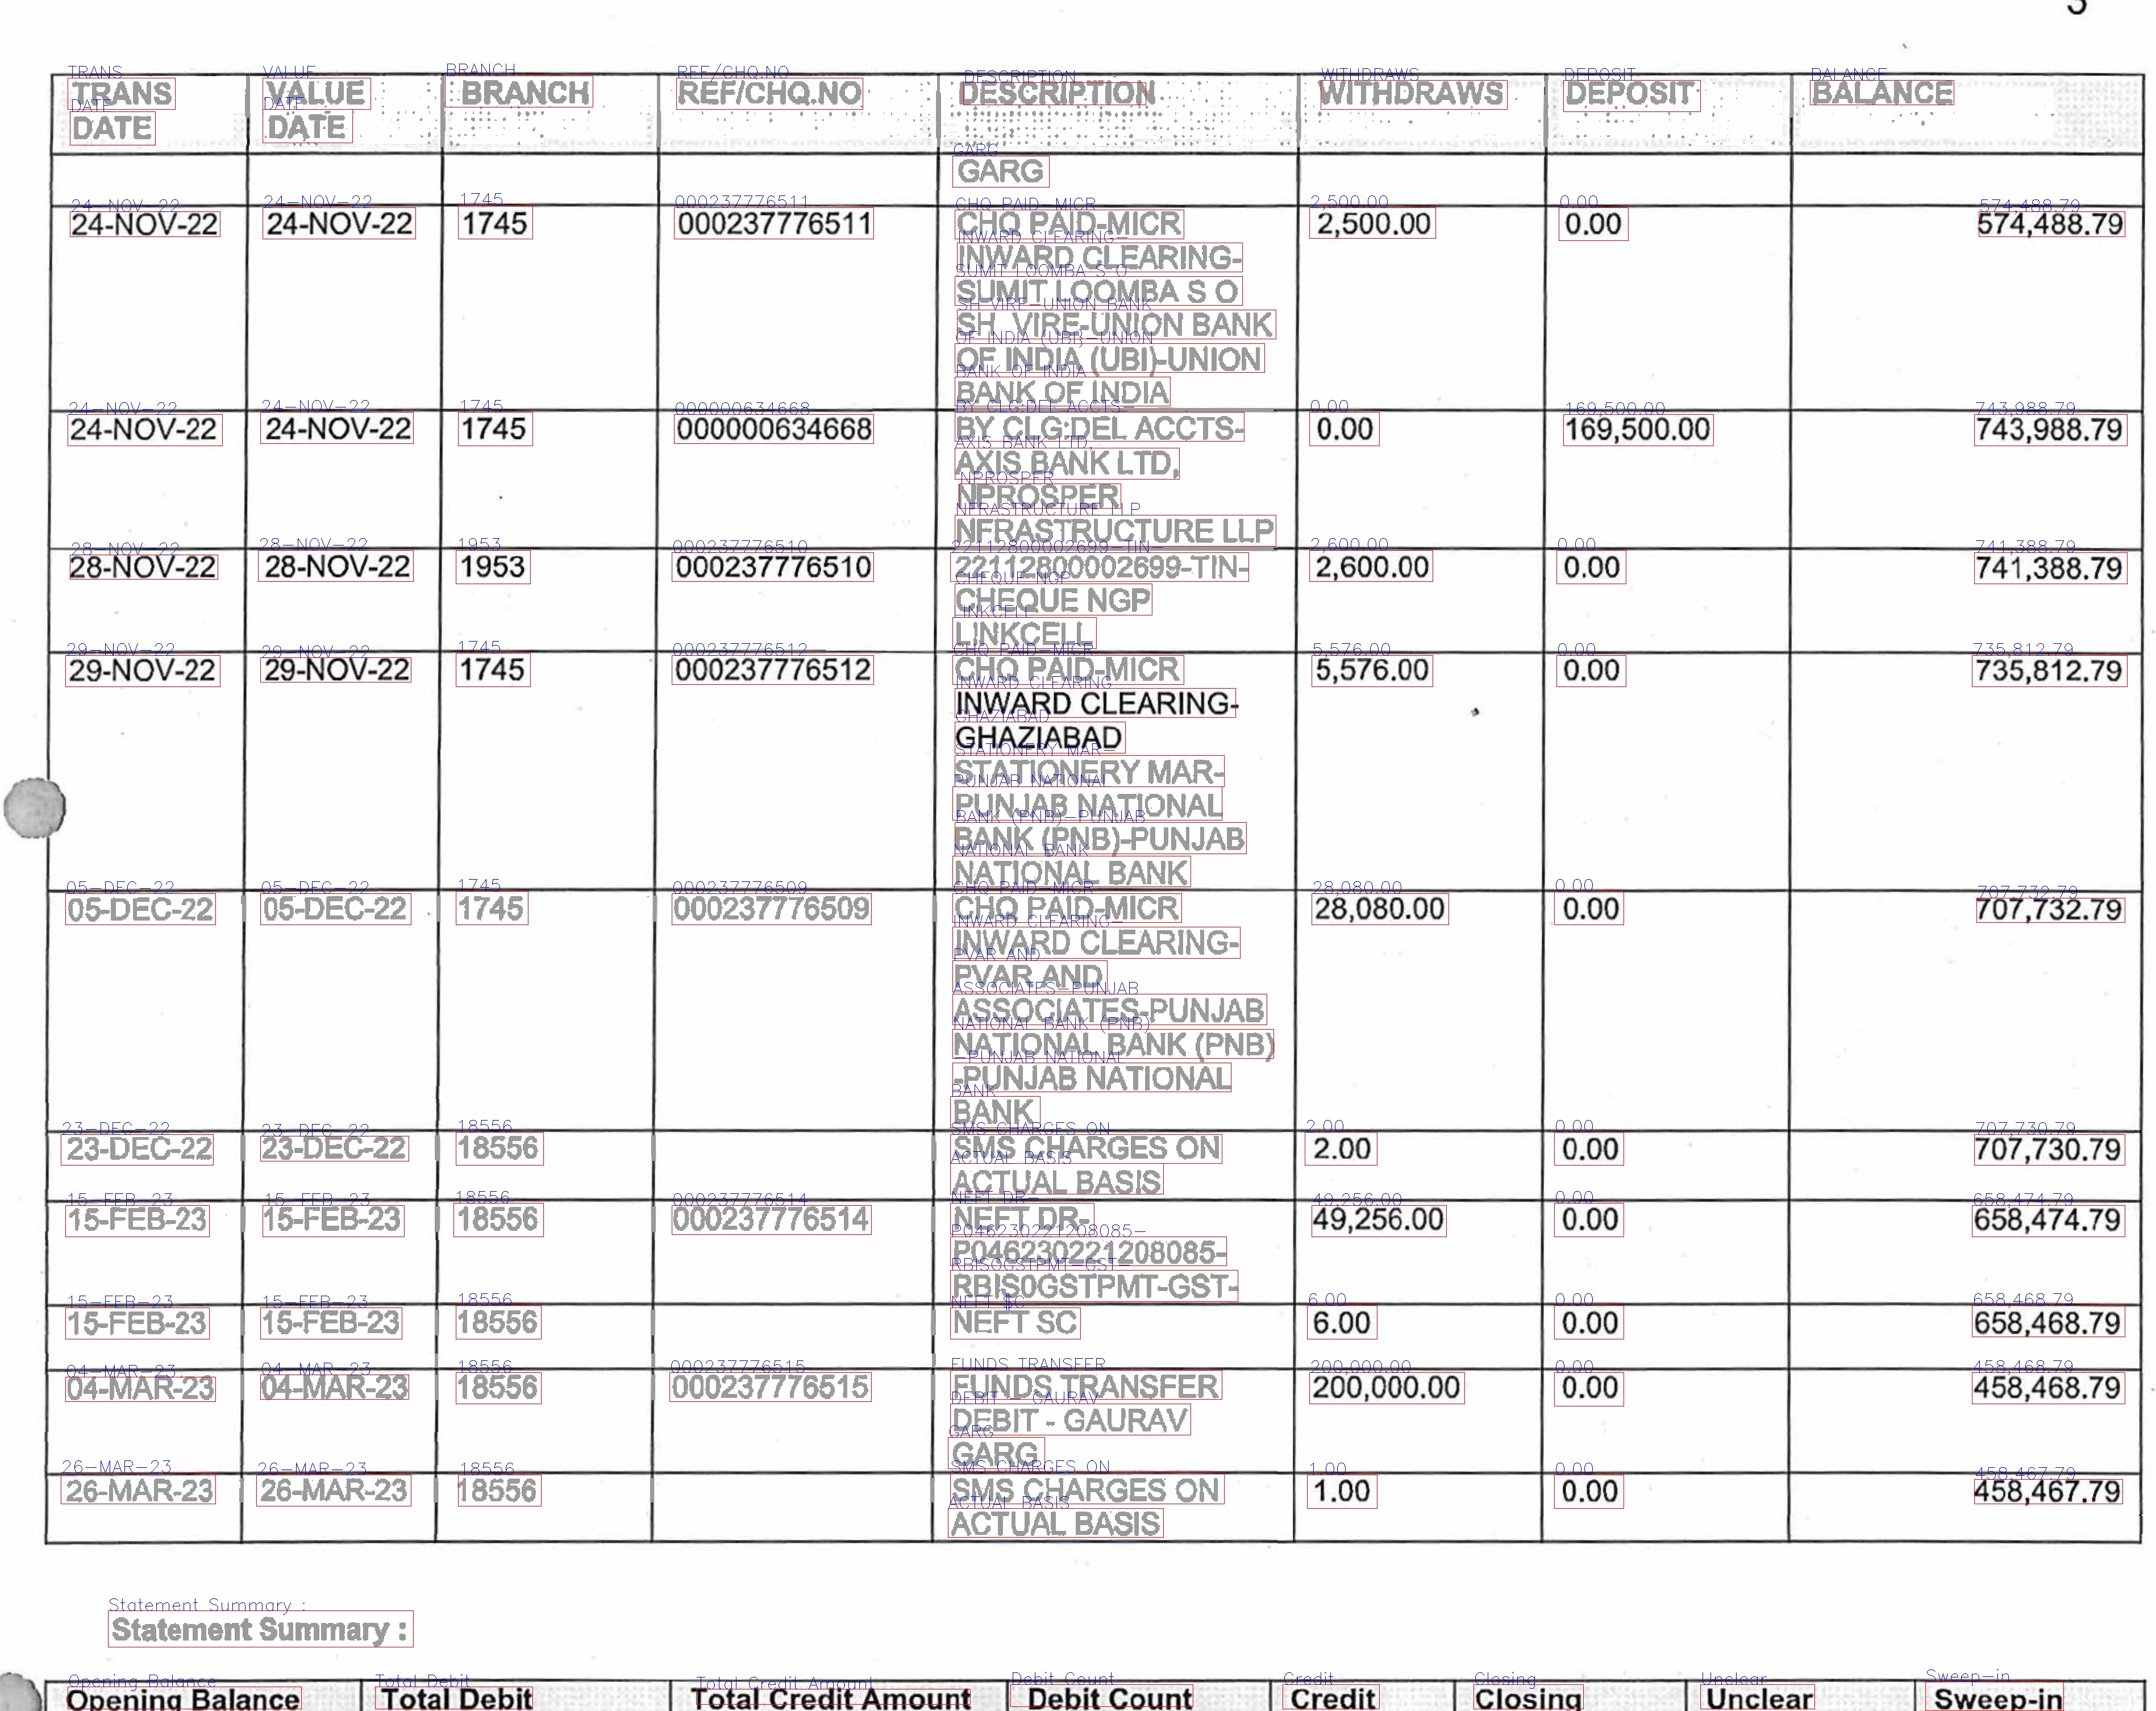 TRANS DATE VALUE DATE BRANCH REF/CHQ.NO DESCRIPTION WITHDRAWS DEPOSIT BALANCE
GARG
24-NOV-22 24-NOV-22 1745 000237776511 CHQ PAID-MICR 2,500.00 0.00 574,488.79
INWARD CLEARING-
SUMIT LOOMBA S O
SH VIRE-UNION BANK
OF INDIA (UBI)-UNION
BANK OF INDIA
24-NOV-22 24-NOV-22 1745 000000634668 BY CLG:DEL ACCTS- 0.00 169,500.00 743,988.79
AXIS BANK LTD,
NPROSPER
NFRASTRUCTURE LLP
28-NOV-22 28-NOV-22 1953 000237776510 22112800002699-TIN- 2,600.00 0.00 741,388.79
CHEQUE NGP
LINKCELL
29-NOV-22 29-NOV-22 1745 000237776512 CHQ PAID-MICR 5,576.00 0.00 735,812.79
INWARD CLEARING-
GHAZIABAD
STATIONERY MAR-
PUNJAB NATIONAL
BANK (PNB)-PUNJAB
NATIONAL BANK
05-DEC-22 05-DEC-22 1745 000237776509 CHQ PAID-MICR 28,080.00 0.00 707,732.79
INWARD CLEARING-
PVAR AND
ASSOCIATES-PUNJAB
NATIONAL BANK (PNB)
-PUNJAB NATIONAL
BANK
23-DEC-22 23-DEC-22 18556 SMS CHARGES ON 2.00 0.00 707,730.79
ACTUAL BASIS
15-FEB-23 15-FEB-23 18556 000237776514 NEFT DR- 49,256.00 0.00 658,474.79
P046230221208085-
RBIS0GSTPMT-GST-
15-FEB-23 15-FEB-23 18556 NEFT SC 6.00 0.00 658,468.79
04-MAR-23 04-MAR-23 18556 000237776515 FUNDS TRANSFER 200,000.00 0.00 458,468.79
DEBIT - GAURAV
GARG
26-MAR-23 26-MAR-23 18556 SMS CHARGES ON 1.00 0.00 458,467.79
ACTUAL BASIS
Statement Summary :
Opening Balance Total Debit Total Credit Amount Debit Count Credit Closing Unclear Sweep-in